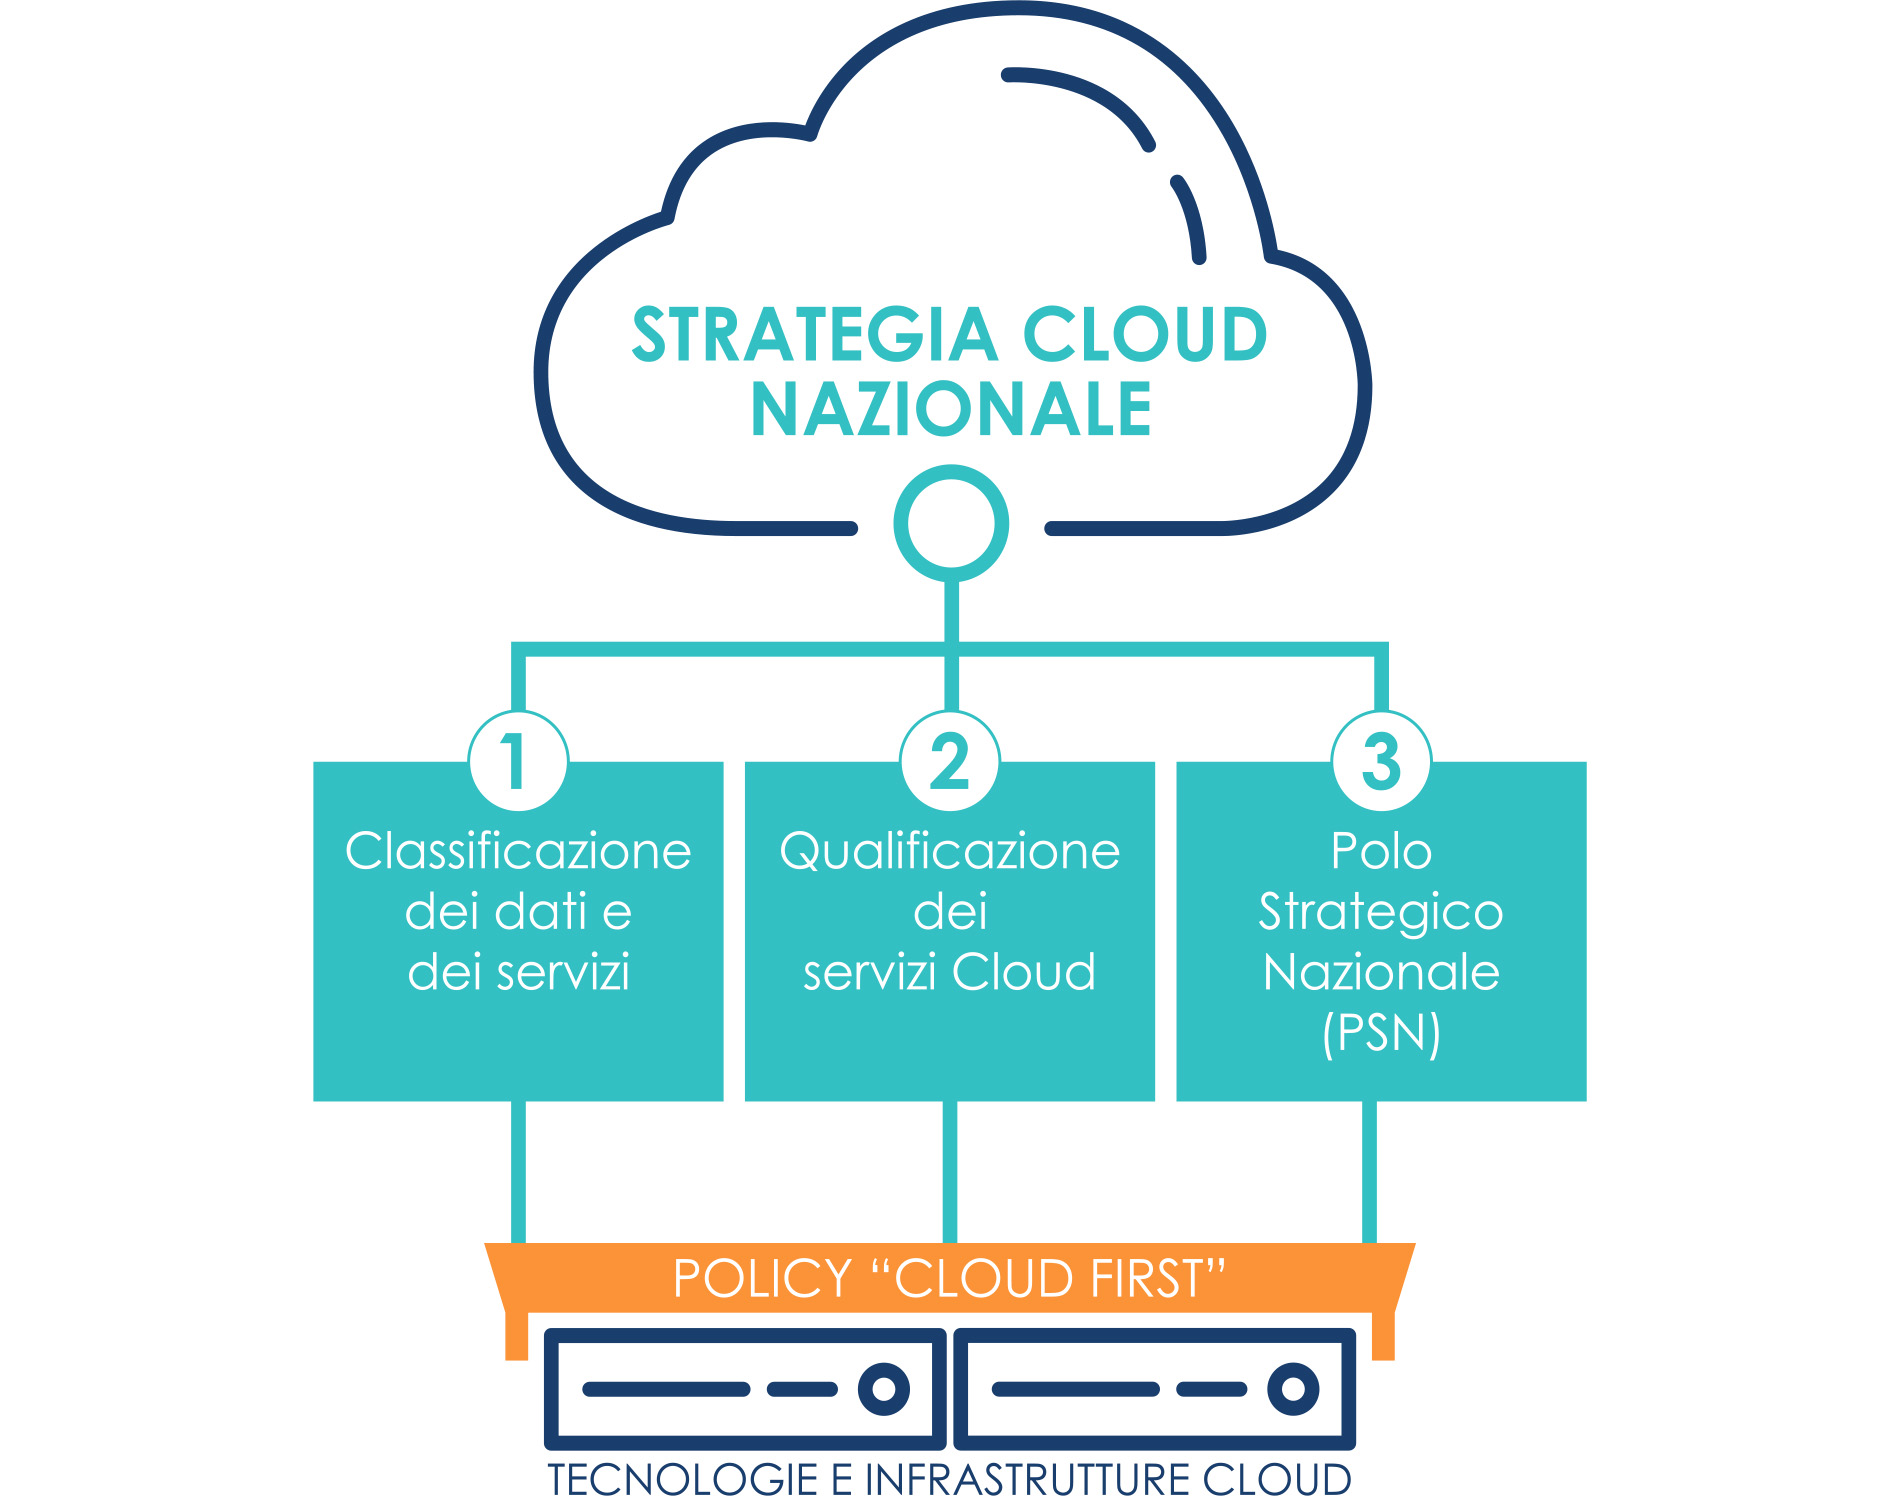 STRATEGIA CLOUD
NAZIONALE
1
Classificazione
dei dati e
dei servizi
2
Qualificazione
dei
servizi Cloud
3
Polo
Strategico
Nazionale
(PSN)
POLICY “CLOUD FIRST”
TECNOLOGIE E INFRASTRUTTURE CLOUD